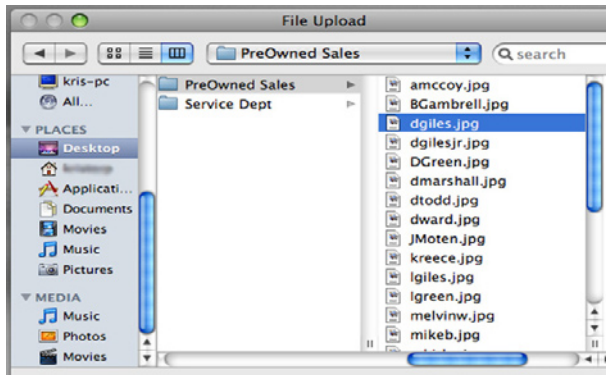 File Upload
PreOwned Sales
search
kris-pc
All...
PLACES
Desktop
Applicati...
Documents
Movies
Music
Pictures
MEDIA
Music
Photos
Movies
PreOwned Sales
Service Dept
amccoy.jpg
BGambrell.jpg
dgiles.jpg
dgilesjr.jpg
DGreen.jpg
dmarshall.jpg
dtodd.jpg
dward.jpg
JMoten.jpg
kreece.jpg
lgiles.jpg
lgreen.jpg
melvinw.jpg
mikeb.jpg